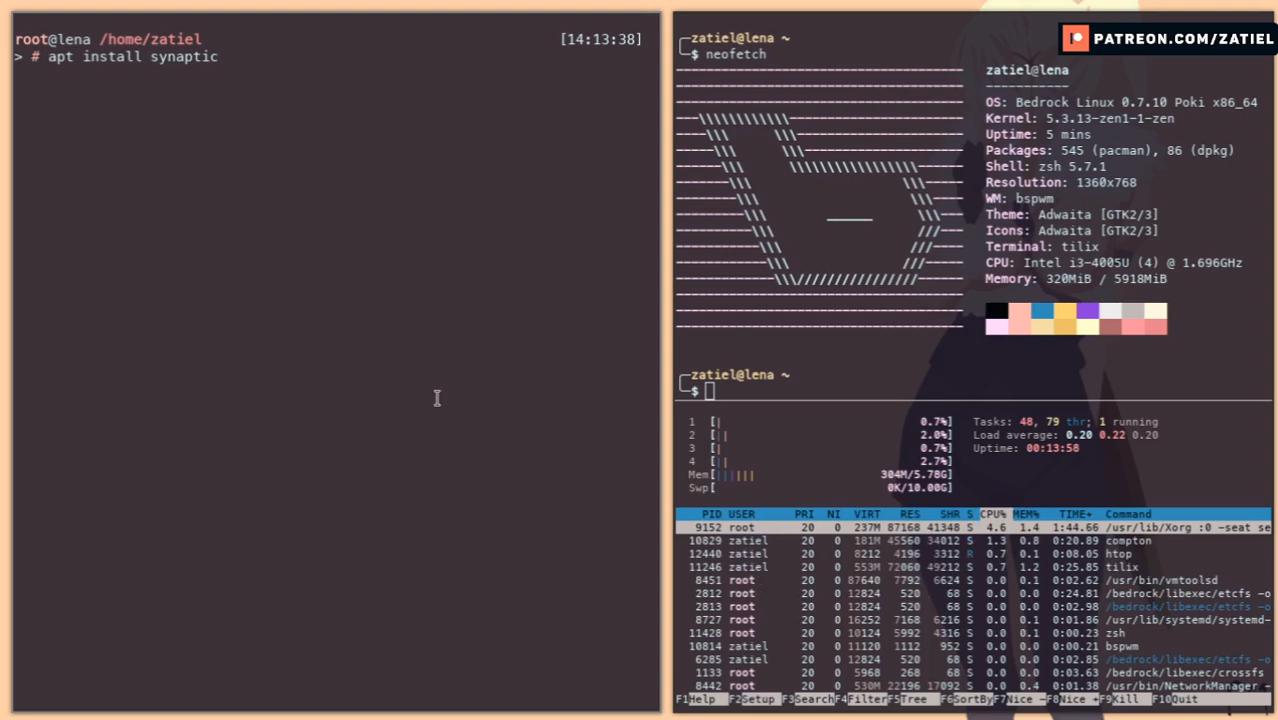 root@lena /home/zatiel [14:13:38]
> # apt install synaptic
PATREON.COM/ZATIEL
zatiel@lena ~
$ neofetch
zatiel@lena
-----------
OS: Bedrock Linux 0.7.10 Poki x86_64
Kernel: 5.3.13-zen1-1-zen
Uptime: 5 mins
Packages: 545 (pacman), 86 (dpkg)
Shell: zsh 5.7.1
Resolution: 1360x768
WM: bspwm
Theme: Adwaita [GTK2/3]
Icons: Adwaita [GTK2/3]
Terminal: tilix
CPU: Intel i3-4005U (4) @ 1.696GHz
Memory: 320MiB / 5918MiB
zatiel@lena ~
$
1 [| 0.7%] Tasks: 48, 79 thr; 1 running
2 [|| 2.0%] Load average: 0.20 0.22 0.20
3 [| 0.7%] Uptime: 00:13:58
4 [|| 2.7%]
Mem[|||||| 304M/5.78G]
Swp[ 0K/10.00G]
PID USER PRI NI VIRT RES SHR S CPU% MEM% TIME+ Command
9152 root 20 0 237M 87168 41348 S 4.6 1.4 1:44.66 /usr/lib/Xorg :0 -seat se
10829 zatiel 20 0 181M 45560 34012 S 1.3 0.8 0:20.89 compton
12440 zatiel 20 0 8212 4196 3312 R 0.7 0.1 0:08.05 htop
11246 zatiel 20 0 553M 72060 49212 S 0.7 1.2 0:25.85 tilix
8451 root 20 0 87640 7792 6624 S 0.0 0.1 0:02.62 /usr/bin/vmtoolsd
2812 root 20 0 12824 520 68 S 0.0 0.0 0:24.81 /bedrock/libexec/etcfs -o
2813 root 20 0 12824 520 68 S 0.0 0.0 0:02.98 /bedrock/libexec/etcfs -o
8727 root 20 0 16252 7168 6216 S 0.0 0.1 0:01.86 /usr/lib/systemd/systemd-
11428 root 20 0 10124 5992 4316 S 0.0 0.1 0:00.23 zsh
10814 zatiel 20 0 11120 1112 952 S 0.0 0.0 0:00.21 bspwm
6285 zatiel 20 0 12824 520 68 S 0.0 0.0 0:02.85 /bedrock/libexec/etcfs -o
1133 root 20 0 5968 268 68 S 0.0 0.0 0:03.63 /bedrock/libexec/crossfs
8442 root 20 0 530M 22196 17092 S 0.0 0.4 0:01.38 /usr/bin/NetworkManager -
F1Help F2Setup F3SearchF4FilterF5Tree F6SortByF7Nice -F8Nice +F9Kill F10Quit